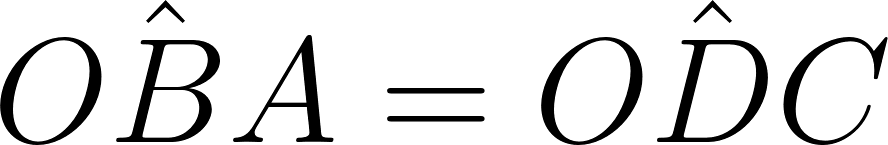 OB̂A = OD̂C